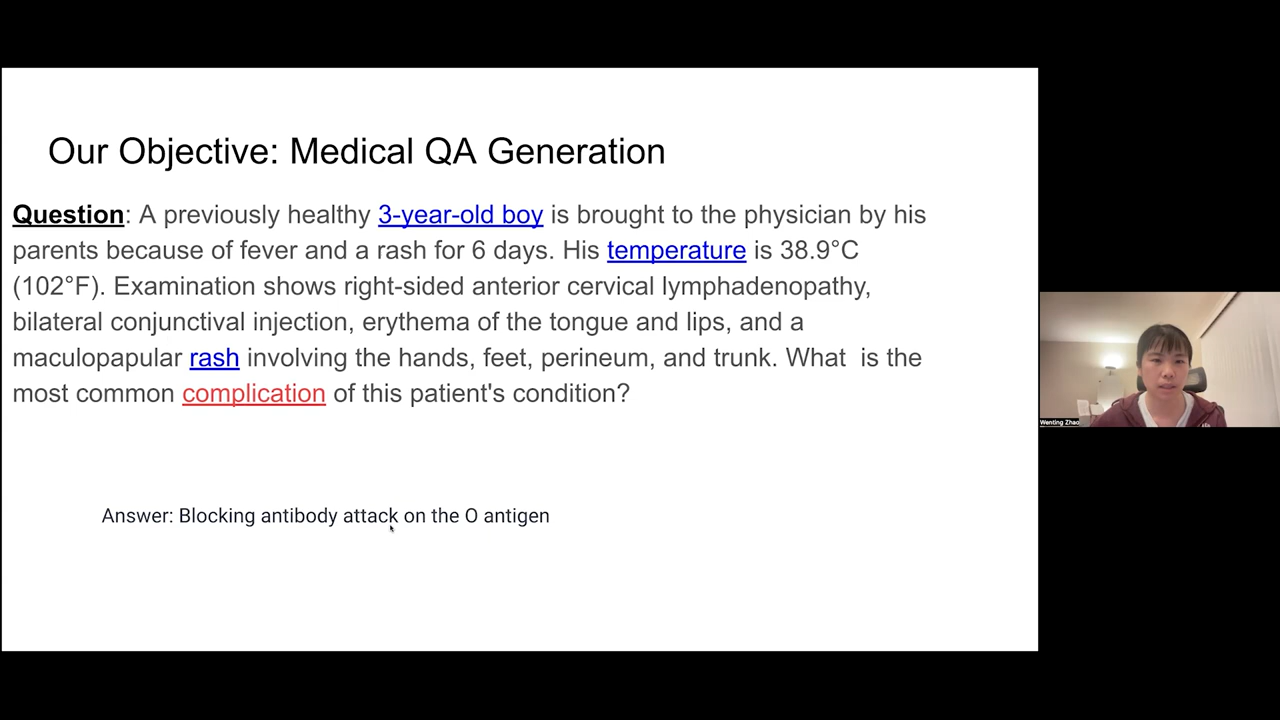 Our Objective: Medical QA Generation
Question: A previously healthy 3-year-old boy is brought to the physician by his
parents because of fever and a rash for 6 days. His temperature is 38.9°C
(102°F). Examination shows right-sided anterior cervical lymphadenopathy,
bilateral conjunctival injection, erythema of the tongue and lips, and a
maculopapular rash involving the hands, feet, perineum, and trunk. What  is the
most common complication of this patient's condition?
Answer: Blocking antibody attack on the O antigen
Wenting Zhao